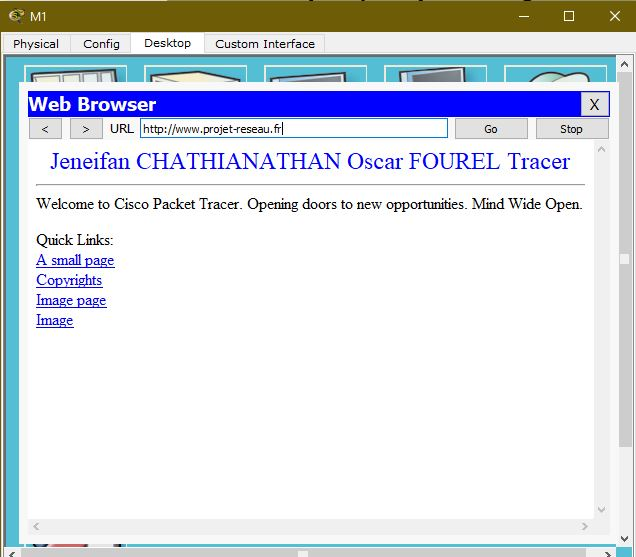 M1
Physical Config Desktop Custom Interface
Web Browser X
< > URL http://www.projet-reseau.fr Go Stop
Jeneifan CHATHIANATHAN Oscar FOUREL Tracer
Welcome to Cisco Packet Tracer. Opening doors to new opportunities. Mind Wide Open.
Quick Links:
A small page
Copyrights
Image page
Image